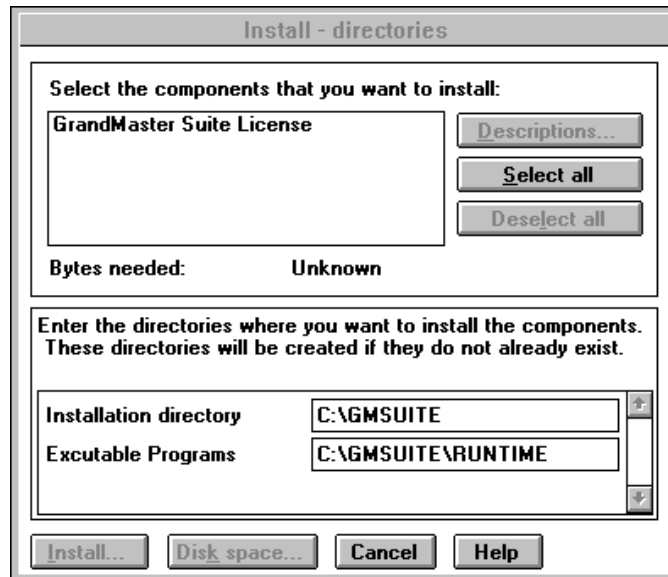 Install - directories
Select the components that you want to install:
GrandMaster Suite License
Descriptions...
Select all
Deselect all
Bytes needed: Unknown
Enter the directories where you want to install the components.
These directories will be created if they do not already exist.
Installation directory C:\GMSUITE
Excutable Programs C:\GMSUITE\RUNTIME
Install... Disk space... Cancel Help